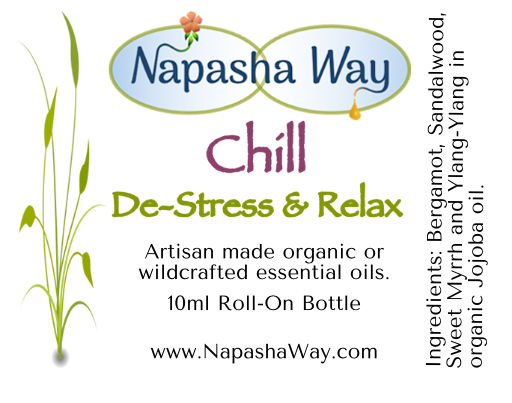 Napasha Way
Chill
De-Stress & Relax
Artisan made organic or
wildcrafted essential oils.
10ml Roll-On Bottle
www.NapashaWay.com
Ingredients: Bergamot, Sandalwood,
Sweet Myrrh and Ylang-Ylang in
organic Jojoba oil.